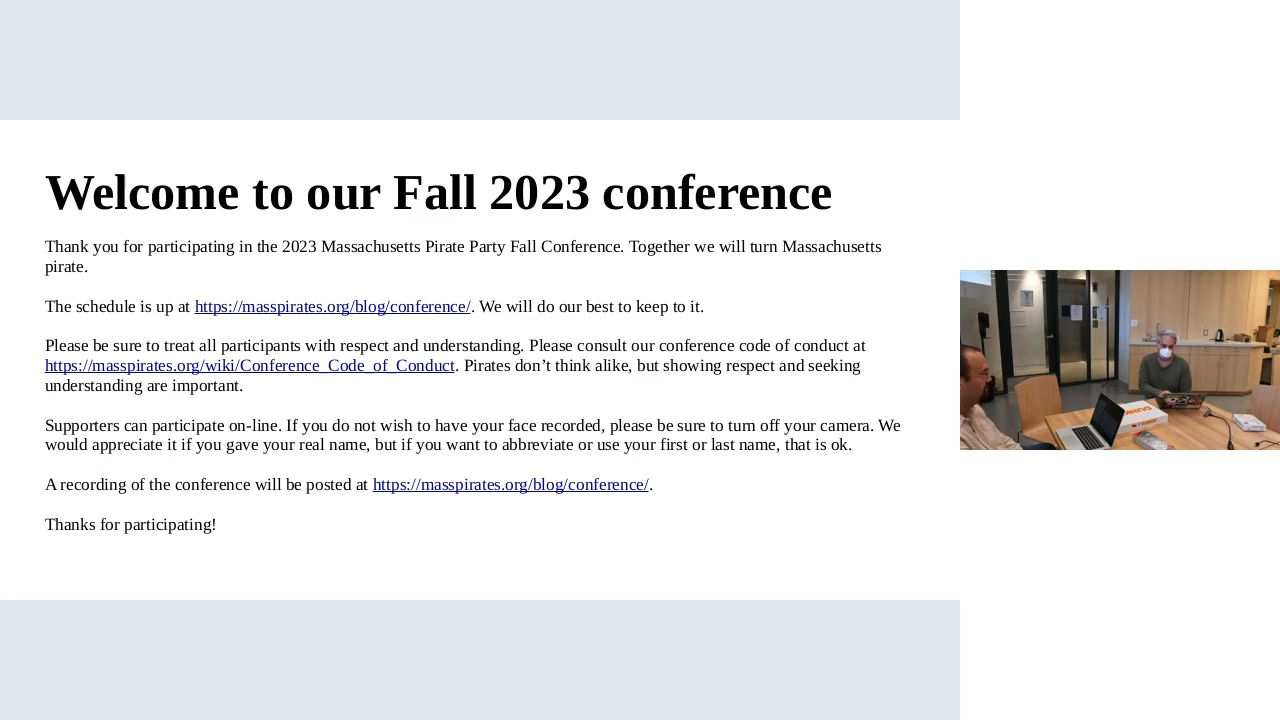 Welcome to our Fall 2023 conference
Thank you for participating in the 2023 Massachusetts Pirate Party Fall Conference. Together we will turn Massachusetts
pirate.
The schedule is up at https://masspirates.org/blog/conference/. We will do our best to keep to it.
Please be sure to treat all participants with respect and understanding. Please consult our conference code of conduct at
https://masspirates.org/wiki/Conference_Code_of_Conduct. Pirates don’t think alike, but showing respect and seeking
understanding are important.
Supporters can participate on-line. If you do not wish to have your face recorded, please be sure to turn off your camera. We
would appreciate it if you gave your real name, but if you want to abbreviate or use your first or last name, that is ok.
A recording of the conference will be posted at https://masspirates.org/blog/conference/.
Thanks for participating!